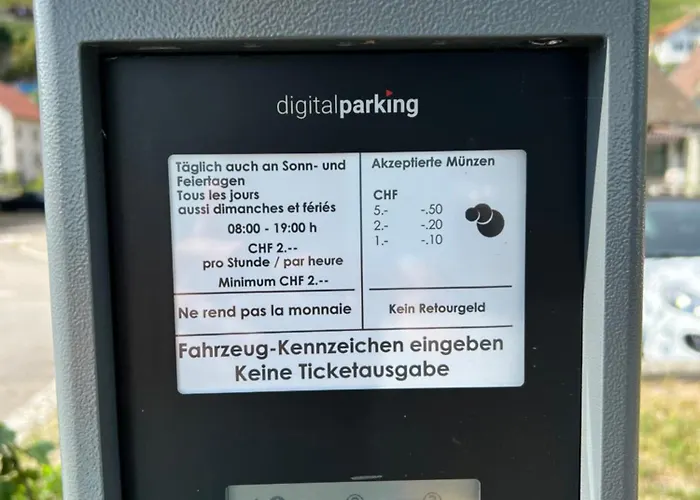 digitalparking
Täglich auch an Sonn- und
Feiertagen
Tous les jours
aussi dimanches et fériés
08:00 - 19:00 h
CHF 2.--
pro Stunde / par heure
Minimum CHF 2.--
Akzeptierte Münzen
CHF
5.- -.50
2.- -.20
1.- -.10
Ne rend pas la monnaie
Kein Retourgeld
Fahrzeug-Kennzeichen eingeben
Keine Ticketausgabe